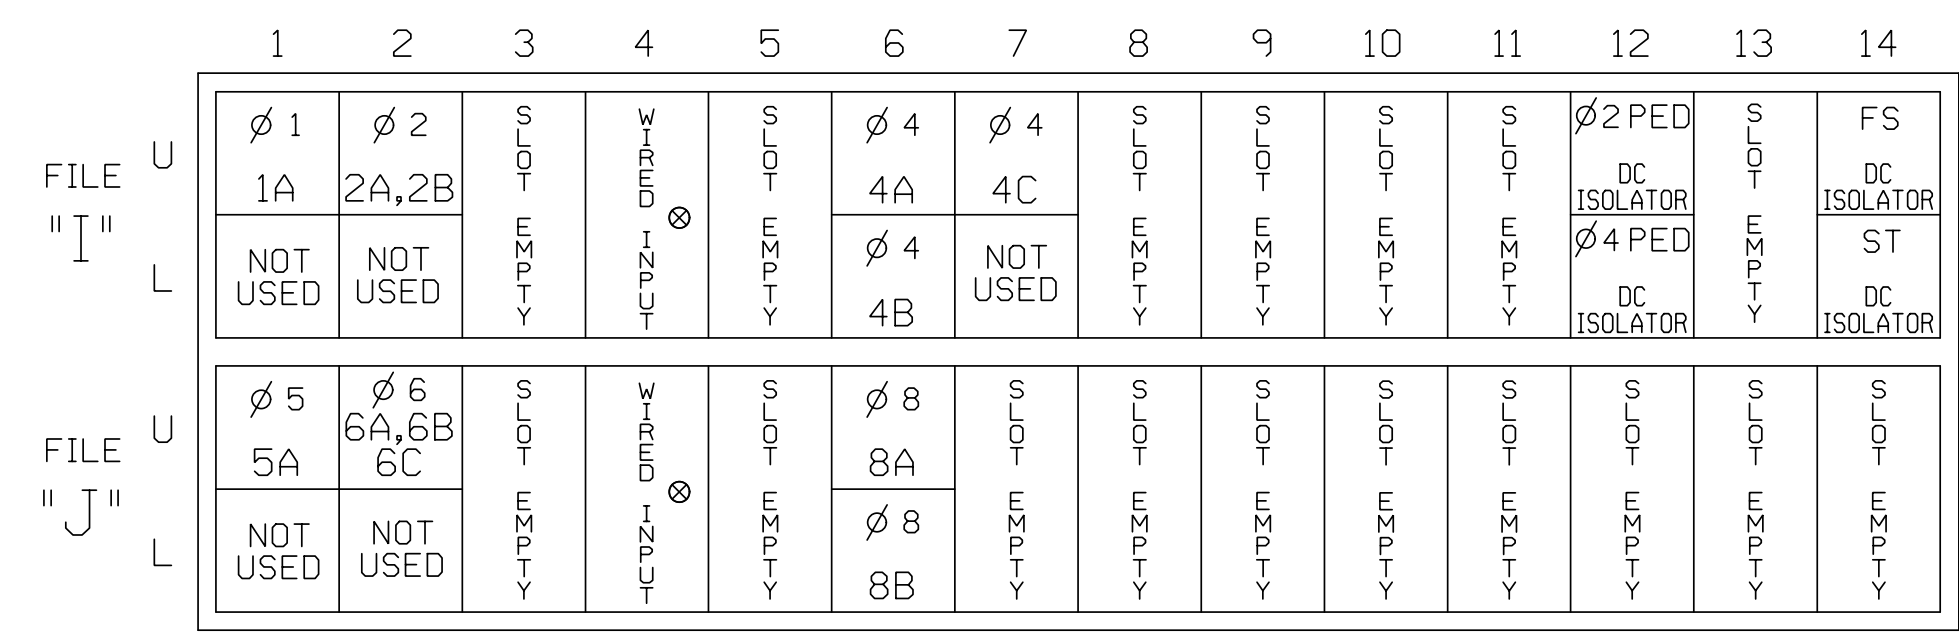 1 2 3 4 5 6 7 8 9 10 11 12 13 14
FILE "I"
U
L
Ø 1
1A
NOT USED
Ø 2
2A,2B
NOT USED
SLOT EMPTY
WIRED INPUT
SLOT EMPTY
Ø 4
4A
Ø 4
4B
Ø 4
4C
NOT USED
SLOT EMPTY
SLOT EMPTY
SLOT EMPTY
SLOT EMPTY
Ø2 PED
DC
ISOLATOR
Ø4 PED
DC
ISOLATOR
SLOT EMPTY
FS
DC
ISOLATOR
ST
DC
ISOLATOR
FILE "J"
U
L
Ø 5
5A
NOT USED
Ø 6
6A,6B
6C
NOT USED
SLOT EMPTY
WIRED INPUT
SLOT EMPTY
Ø 8
8A
Ø 8
8B
SLOT EMPTY
SLOT EMPTY
SLOT EMPTY
SLOT EMPTY
SLOT EMPTY
SLOT EMPTY
SLOT EMPTY
SLOT EMPTY